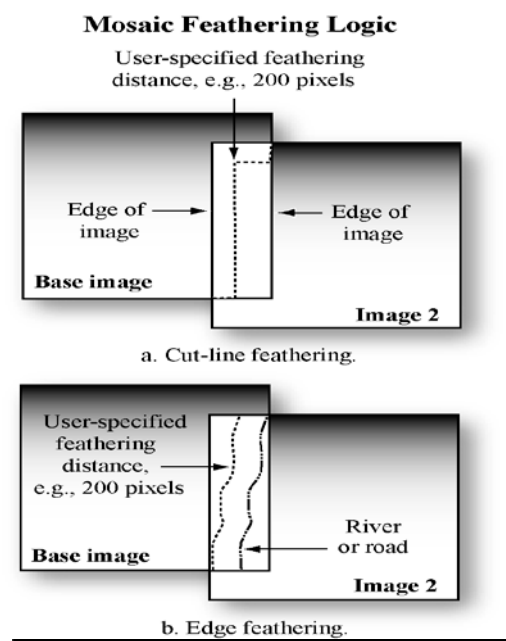 Mosaic Feathering Logic
User-specified feathering
distance, e.g., 200 pixels
Edge of
image
Edge of
image
Base image
Image 2
a. Cut-line feathering.
User-specified
feathering
distance,
e.g., 200 pixels
River
or road
Base image
Image 2
b. Edge feathering.